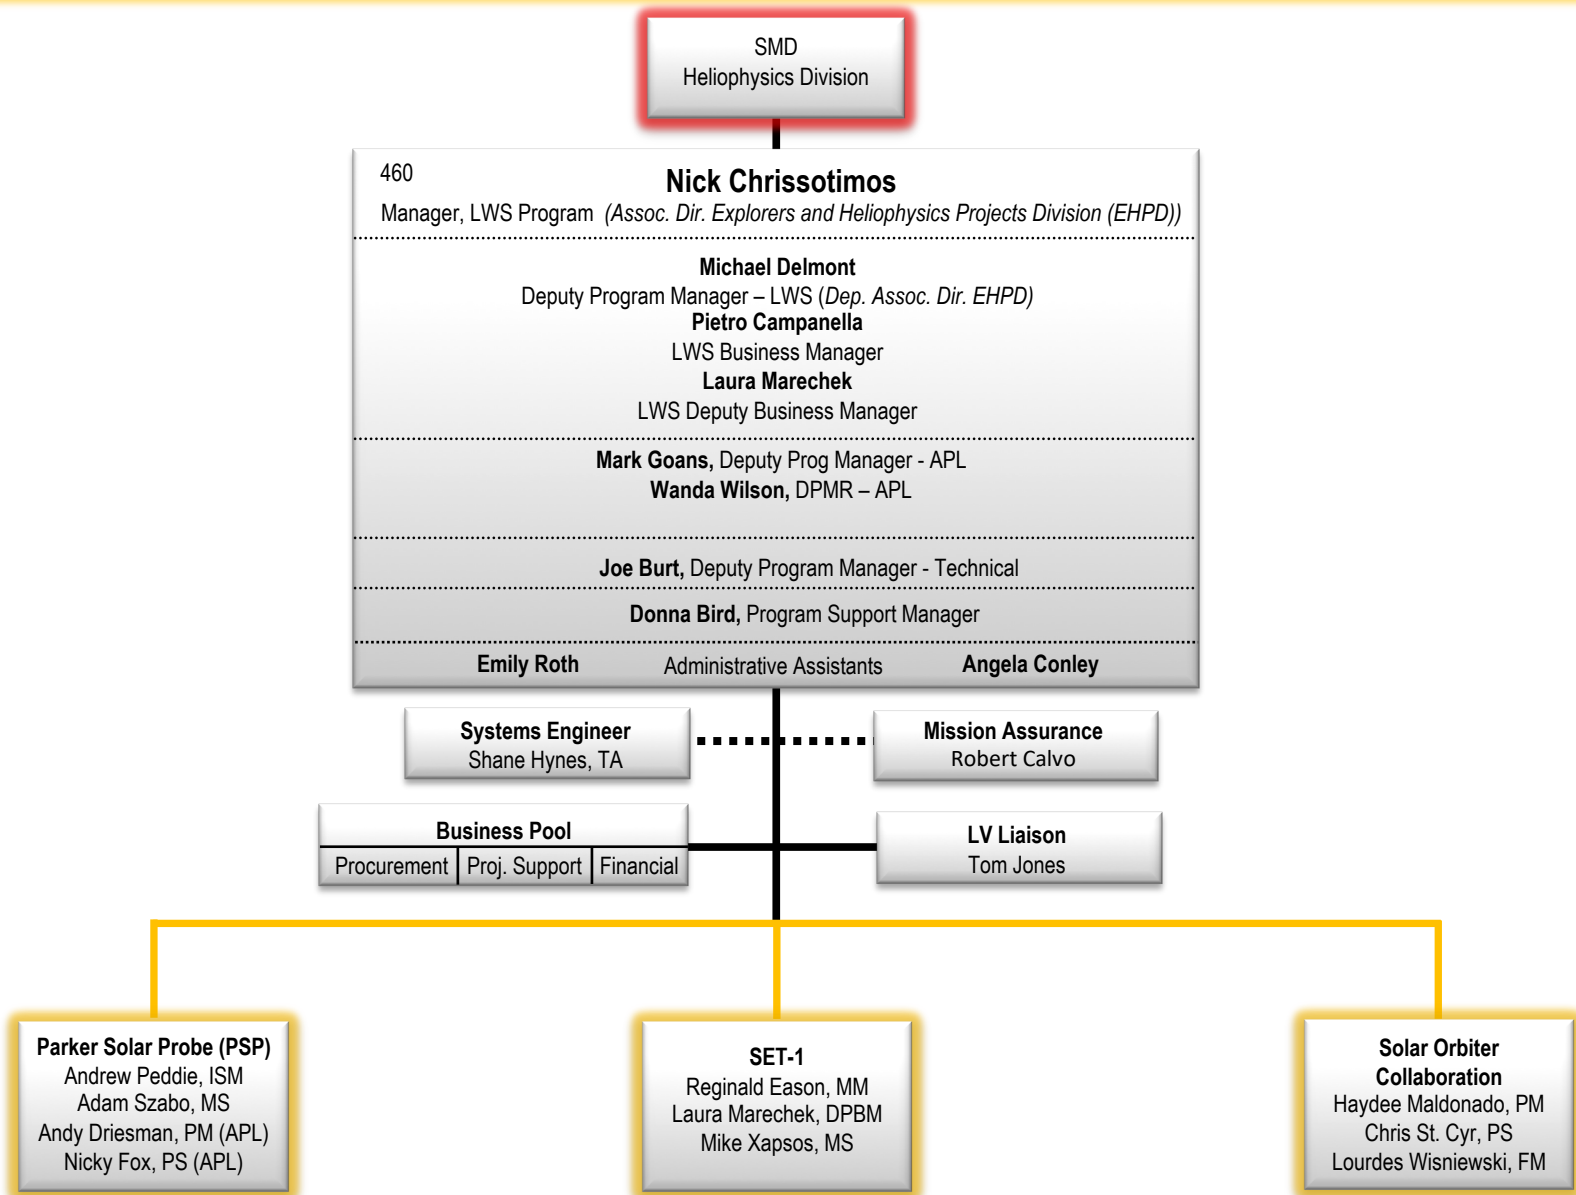 SMD
Heliophysics Division
460
Nick Chrissotimos
Manager, LWS Program (Assoc. Dir. Explorers and Heliophysics Projects Division (EHPD))
Michael Delmont
Deputy Program Manager – LWS (Dep. Assoc. Dir. EHPD)
Pietro Campanella
LWS Business Manager
Laura Marechek
LWS Deputy Business Manager
Mark Goans, Deputy Prog Manager - APL
Wanda Wilson, DPMR – APL
Joe Burt, Deputy Program Manager - Technical
Donna Bird, Program Support Manager
Emily Roth Administrative Assistants Angela Conley
Systems Engineer
Shane Hynes, TA
Mission Assurance
Robert Calvo
Business Pool
Procurement Proj. Support Financial
LV Liaison
Tom Jones
Parker Solar Probe (PSP)
Andrew Peddie, ISM
Adam Szabo, MS
Andy Driesman, PM (APL)
Nicky Fox, PS (APL)
SET-1
Reginald Eason, MM
Laura Marechek, DPBM
Mike Xapsos, MS
Solar Orbiter
Collaboration
Haydee Maldonado, PM
Chris St. Cyr, PS
Lourdes Wisniewski, FM